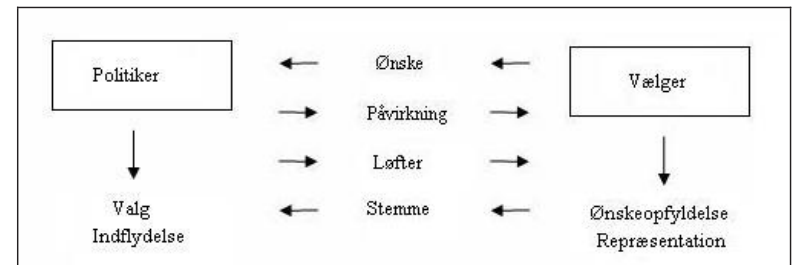 Politiker
Ønske
Vælger
Påvirkning
Løfter
Valg
Indflydelse
Stemme
Ønskeopfyldelse
Repræsentation